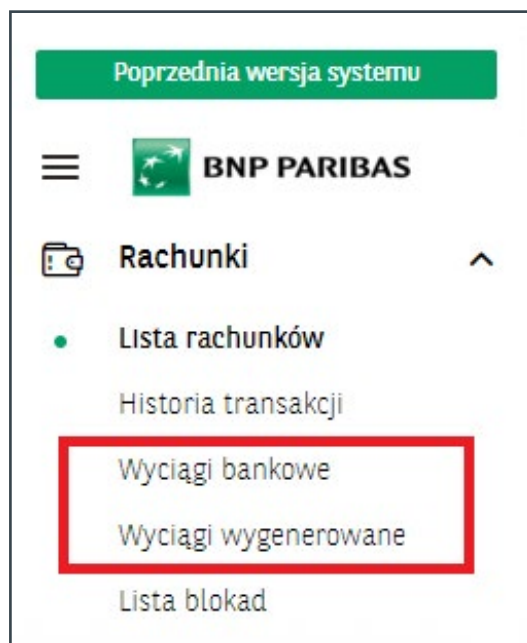 Poprzednia wersja systemu
BNP PARIBAS
Rachunki
Lista rachunków
Historia transakcji
Wyciągi bankowe
Wyciągi wygenerowane
Lista blokad